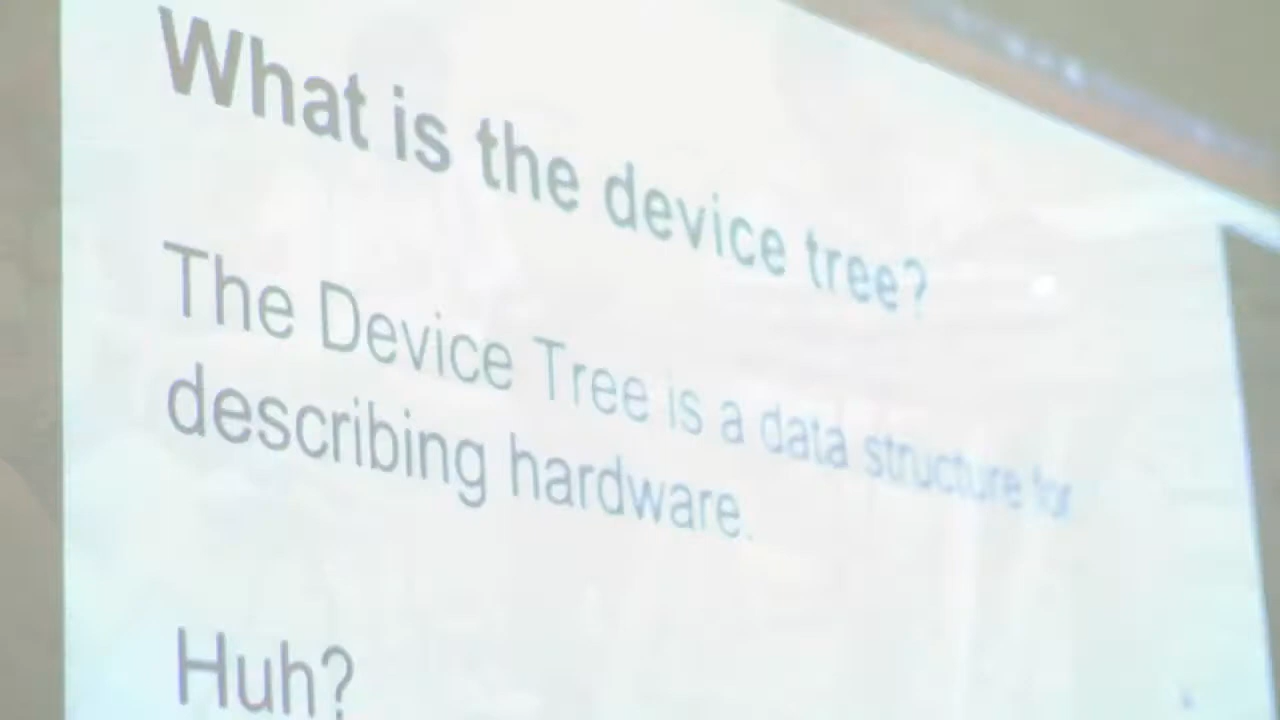 What is the device tree?
The Device Tree is a data structure for
describing hardware.
Huh?